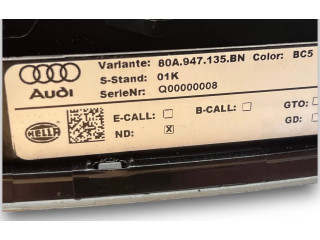 Variante: 80A.947.135.BN Color: BC5
S-Stand: 01K
Audi
SerieNr: Q00000008
HELLA
E-CALL: B-CALL: GTO:
ND: X GD: